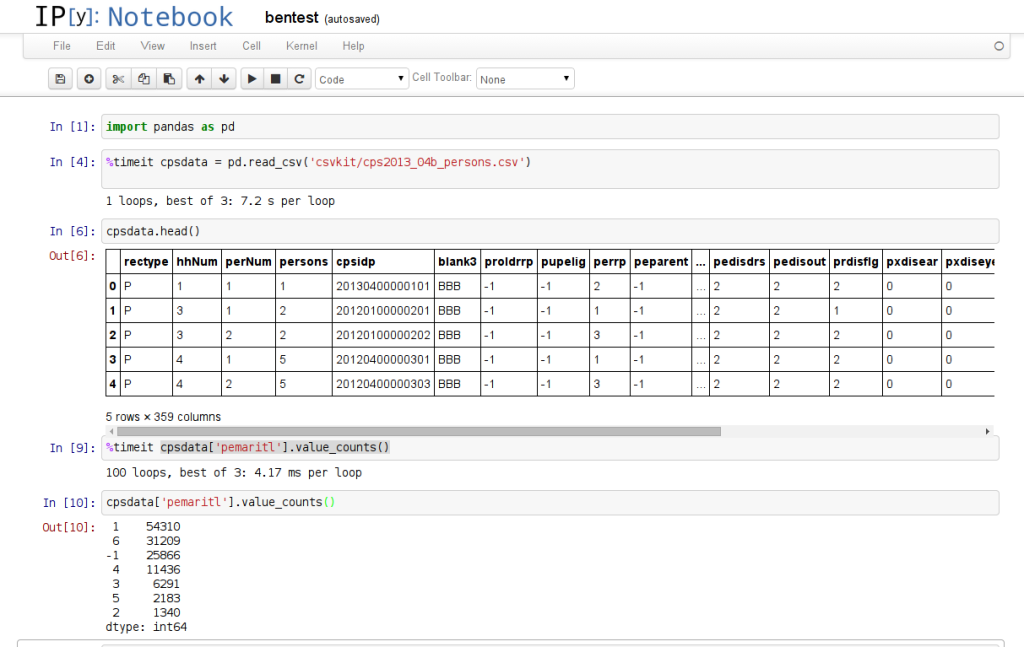 IP[y]: Notebook bentest (autosaved)
File Edit View Insert Cell Kernel Help
Code Cell Toolbar: None
In [1]: import pandas as pd
In [4]: %timeit cpsdata = pd.read_csv('csvkit/cps2013_04b_persons.csv')
1 loops, best of 3: 7.2 s per loop
In [6]: cpsdata.head()
Out[6]:
rectype hhNum perNum persons cpsidp blank3 proldrrp pupelig perrp peparent ... pedisdrs pedisout prdisflg pxdisear pxdiseye
0 P 1 1 1 20130400000101 BBB -1 -1 2 -1 ... 2 2 2 0 0
1 P 3 1 2 20120100000201 BBB -1 -1 1 -1 ... 2 2 1 0 0
2 P 3 2 2 20120100000202 BBB -1 -1 3 -1 ... 2 2 2 0 0
3 P 4 1 5 20120400000301 BBB -1 -1 1 -1 ... 2 2 2 0 0
4 P 4 2 5 20120400000303 BBB -1 -1 3 -1 ... 2 2 2 0 0
5 rows × 359 columns
In [9]: %timeit cpsdata['pemaritl'].value_counts()
100 loops, best of 3: 4.17 ms per loop
In [10]: cpsdata['pemaritl'].value_counts()
Out[10]: 1 54310
6 31209
-1 25866
4 11436
3 6291
5 2183
2 1340
dtype: int64